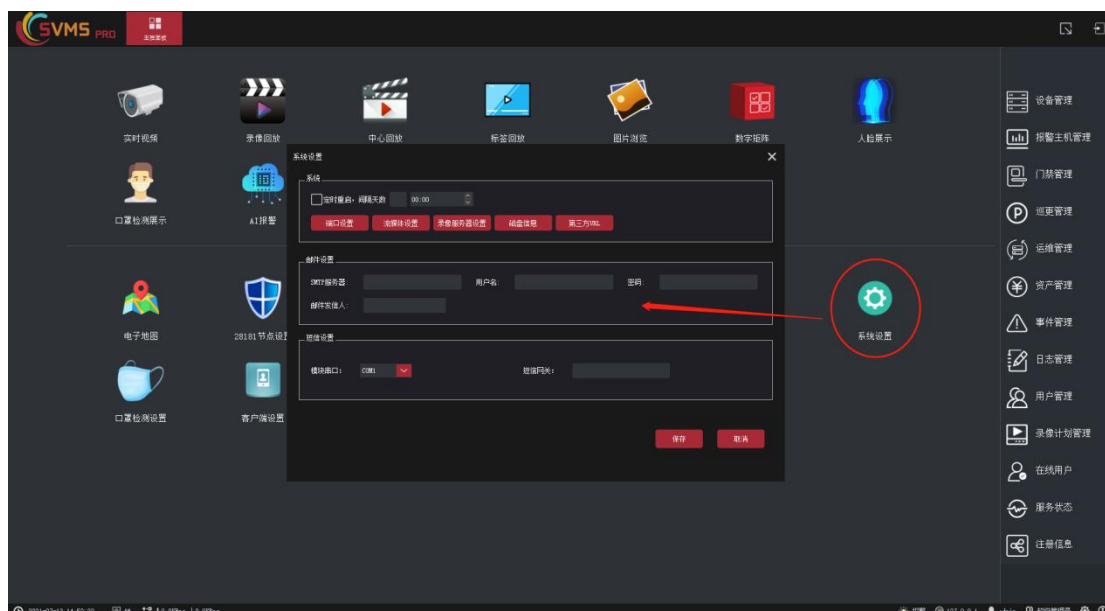 SVMS PRO
主控面板
实时视频
录像回放
中心回放
标签回放
图片浏览
数字矩阵
人脸展示
口罩检测展示
AI报警
电子地图
28181节点设
口罩检测设置
客户端设置
系统设置
系统设置
系统
定时重启，间隔天数 00:00
端口设置 流媒体设置 录像服务器设置 磁盘信息 第三方URL
邮件设置
SMTP服务器: 用户名: 密码:
邮件发信人:
短信设置
模块串口: COM1 短信网关:
保存 取消
设备管理
报警主机管理
门禁管理
巡更管理
运维管理
资产管理
事件管理
日志管理
用户管理
录像计划管理
在线用户
服务状态
注册信息